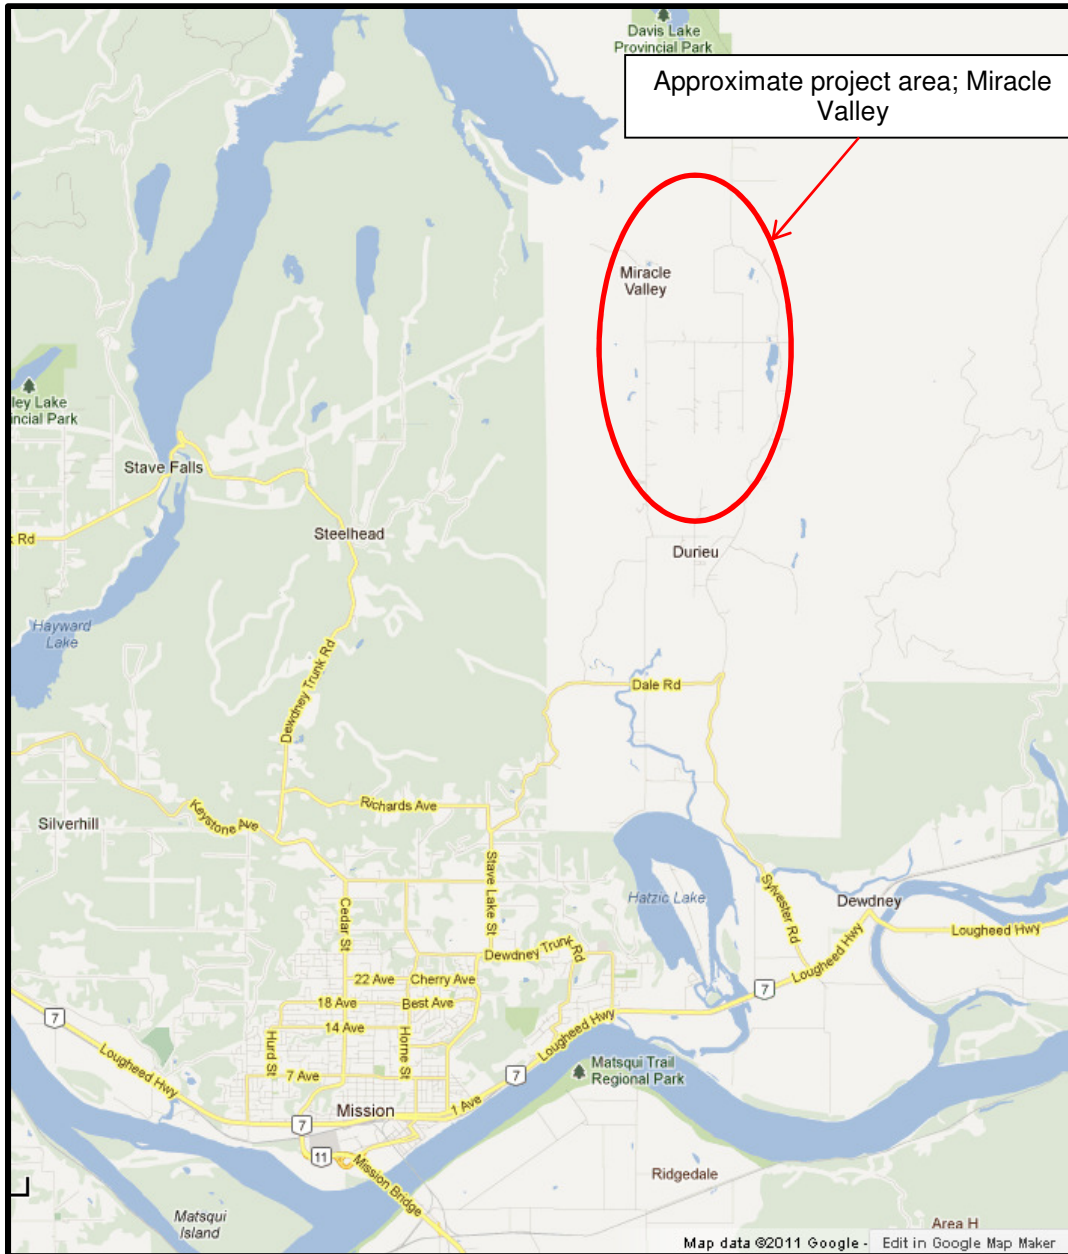 Davis Lake
Provincial Park
Approximate project area; Miracle
Valley
Miracle
Valley
ley Lake
incial Park
Stave Falls
Steelhead
k Rd
Durieu
Hayward
Lake
Dale Rd
Dewdney Trunk Rd
Keystone Ave
Richards Ave
Silverhill
Stave Lake St
Hatzic Lake
Sylvester Rd
Dewdney
Cedar St
Lougheed Hwy
Lougheed Hwy
Dewdney Trunk Rd
22 Ave
Cherry Ave
7
18 Ave
Best Ave
7
14 Ave
Hurd St
Horne St
Lougheed Hwy
Lougheed Hwy
Matsqui Trail
Regional Park
7 Ave
7
1 Ave
Mission
7
11
Mission Bridge
Ridgedale
Matsqui
Island
Area H
Map data ©2011 Google -
Edit in Google Map Maker